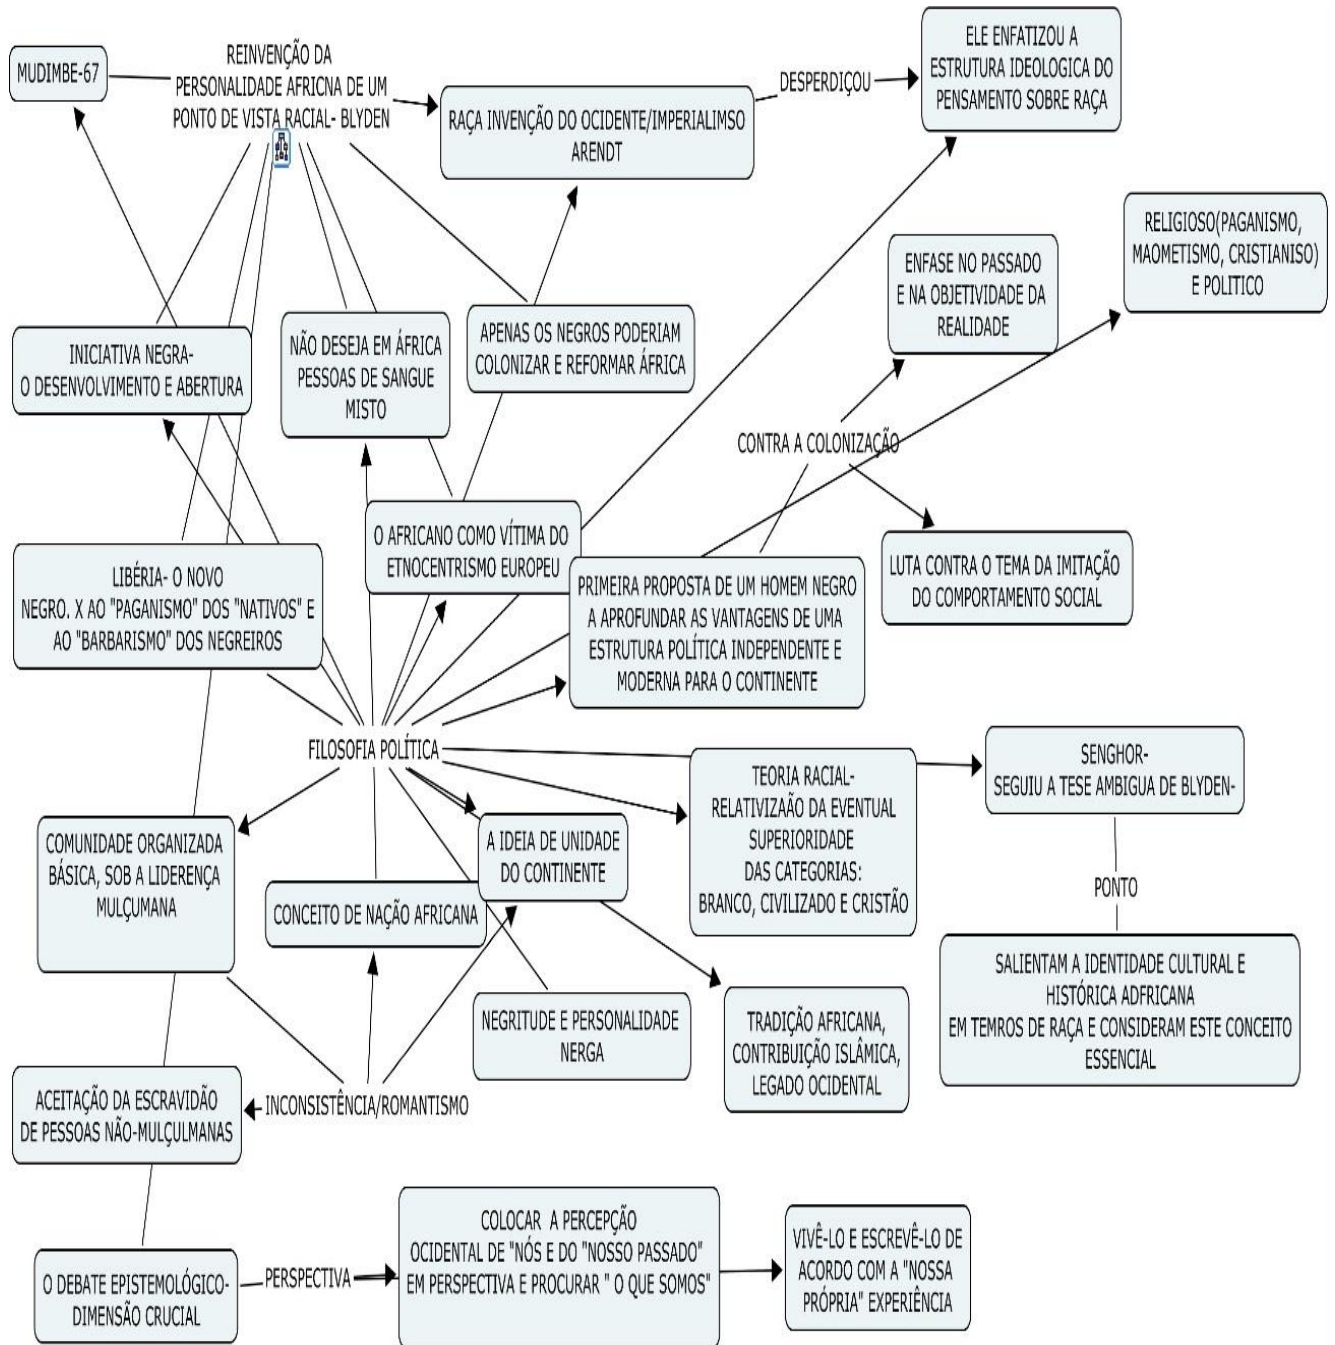 MUDIMBE-67
REINVENÇÃO DA
PERSONALIDADE AFRICNA DE UM
PONTO DE VISTA RACIAL- BLYDEN
RAÇA INVENÇÃO DO OCIDENTE/IMPERIALIMSO
ARENDT
DESPERDIÇOU
ELE ENFATIZOU A
ESTRUTURA IDEOLOGICA DO
PENSAMENTO SOBRE RAÇA
RELIGIOSO(PAGANISMO,
MAOMETISMO, CRISTIANISO)
E POLITICO
ENFASE NO PASSADO
E NA OBJETIVIDADE DA
REALIDADE
INICIATIVA NEGRA-
O DESENVOLVIMENTO E ABERTURA
NÃO DESEJA EM ÁFRICA
PESSOAS DE SANGUE
MISTO
APENAS OS NEGROS PODERIAM
COLONIZAR E REFORMAR ÁFRICA
CONTRA A COLONIZAÇÃO
LIBÉRIA- O NOVO
NEGRO. X AO "PAGANISMO" DOS "NATIVOS" E
AO "BARBARISMO" DOS NEGREIROS
O AFRICANO COMO VÍTIMA DO
ETNOCENTRISMO EUROPEU
PRIMEIRA PROPOSTA DE UM HOMEM NEGRO
A APROFUNDAR AS VANTAGENS DE UMA
ESTRUTURA POLÍTICA INDEPENDENTE E
MODERNA PARA O CONTINENTE
LUTA CONTRA O TEMA DA IMITAÇÃO
DO COMPORTAMENTO SOCIAL
FILOSOFIA POLÍTICA
COMUNIDADE ORGANIZADA
BÁSICA, SOB A LIDERENÇA
MULÇUMANA
CONCEITO DE NAÇÃO AFRICANA
A IDEIA DE UNIDADE
DO CONTINENTE
TEORIA RACIAL-
RELATIVIZAÃO DA EVENTUAL
SUPERIORIDADE
DAS CATEGORIAS:
BRANCO, CIVILIZADO E CRISTÃO
SENGHOR-
SEGUIU A TESE AMBIGUA DE BLYDEN-
PONTO
SALIENTAM A IDENTIDADE CULTURAL E
HISTÓRICA ADFRICANA
EM TEMROS DE RAÇA E CONSIDERAM ESTE CONCEITO
ESSENCIAL
NEGRITUDE E PERSONALIDADE
NERGA
TRADIÇÃO AFRICANA,
CONTRIBUIÇÃO ISLÂMICA,
LEGADO OCIDENTAL
ACEITAÇÃO DA ESCRAVIDÃO
DE PESSOAS NÃO-MULÇULMANAS
INCONSISTÊNCIA/ROMANTISMO
O DEBATE EPISTEMOLÓGICO-
DIMENSÃO CRUCIAL
PERSPECTIVA
COLOCAR A PERCEPÇÃO
OCIDENTAL DE "NÓS E DO "NOSSO PASSADO"
EM PERSPECTIVA E PROCURAR " O QUE SOMOS"
VIVÊ-LO E ESCREVÊ-LO DE
ACORDO COM A "NOSSA
PRÓPRIA" EXPERIÊNCIA